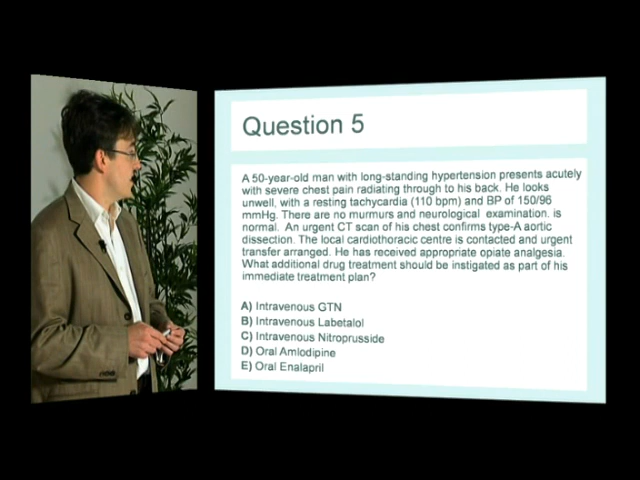 Question 5
A 50-year-old man with long-standing hypertension presents acutely
with severe chest pain radiating through to his back. He looks
unwell, with a resting tachycardia (110 bpm) and BP of 150/96
mmHg. There are no murmurs and neurological examination. is
normal. An urgent CT scan of his chest confirms type-A aortic
dissection. The local cardiothoracic centre is contacted and urgent
transfer arranged. He has received appropriate opiate analgesia.
What additional drug treatment should be instigated as part of his
immediate treatment plan?
A) Intravenous GTN
B) Intravenous Labetalol
C) Intravenous Nitroprusside
D) Oral Amlodipine
E) Oral Enalapril